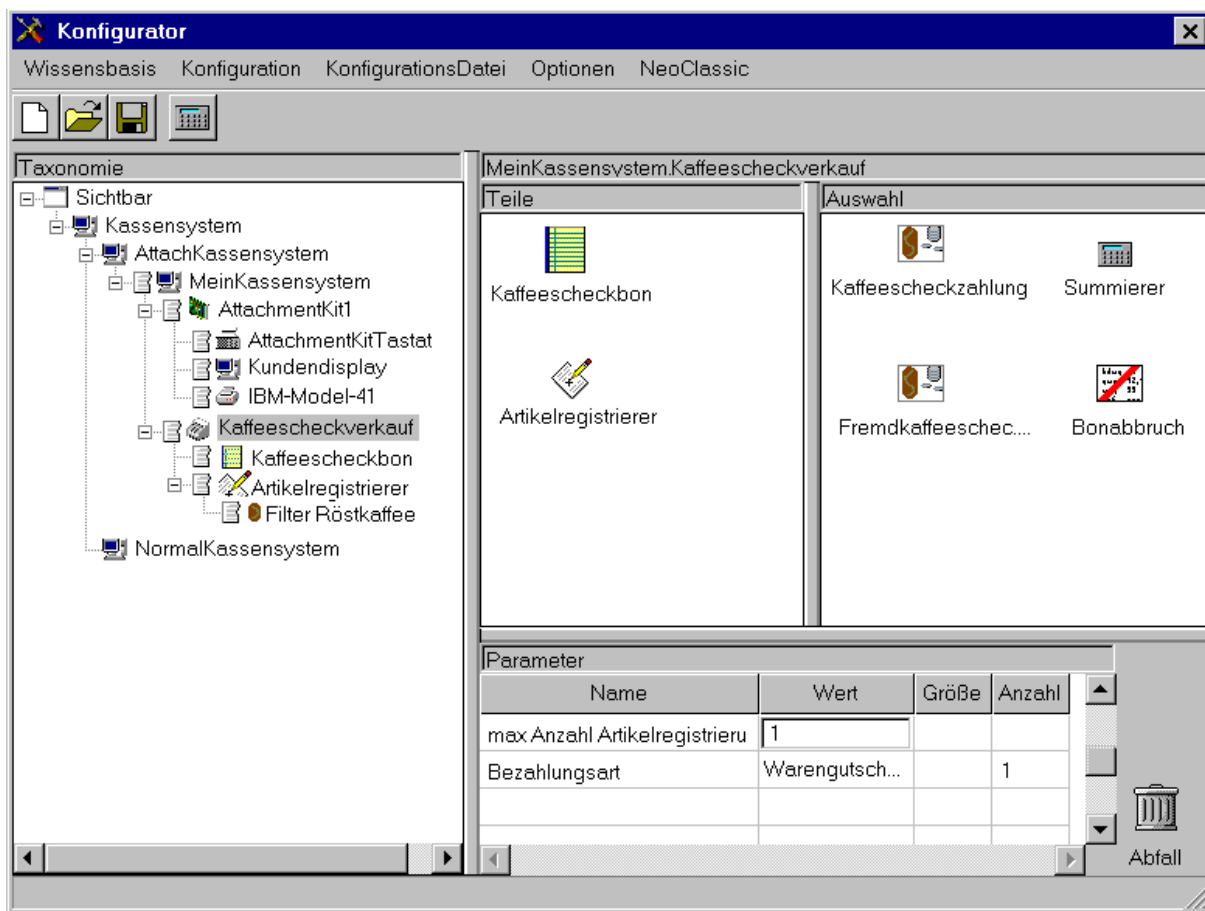 Konfigurator
Wissensbasis Konfiguration KonfigurationsDatei Optionen NeoClassic
Taxonomie
Sichtbar
Kassensystem
AttachKassensystem
MeinKassensystem
AttachmentKit1
AttachmentKitTastat
Kundendisplay
IBM-Model-41
Kaffeescheckverkauf
Kaffeescheckbon
Artikelregistrierer
Filter Röstkaffee
NormalKassensystem
MeinKassensystem.Kaffeescheckverkauf
Teile
Kaffeescheckbon
Artikelregistrierer
Auswahl
Kaffeescheckzahlung Summierer
Fremdkaffeeschec.... Bonabbruch
Parameter
Name Wert Größe Anzahl
max Anzahl Artikelregistrieru 1
Bezahlungsart Warengutsch... 1
Abfall